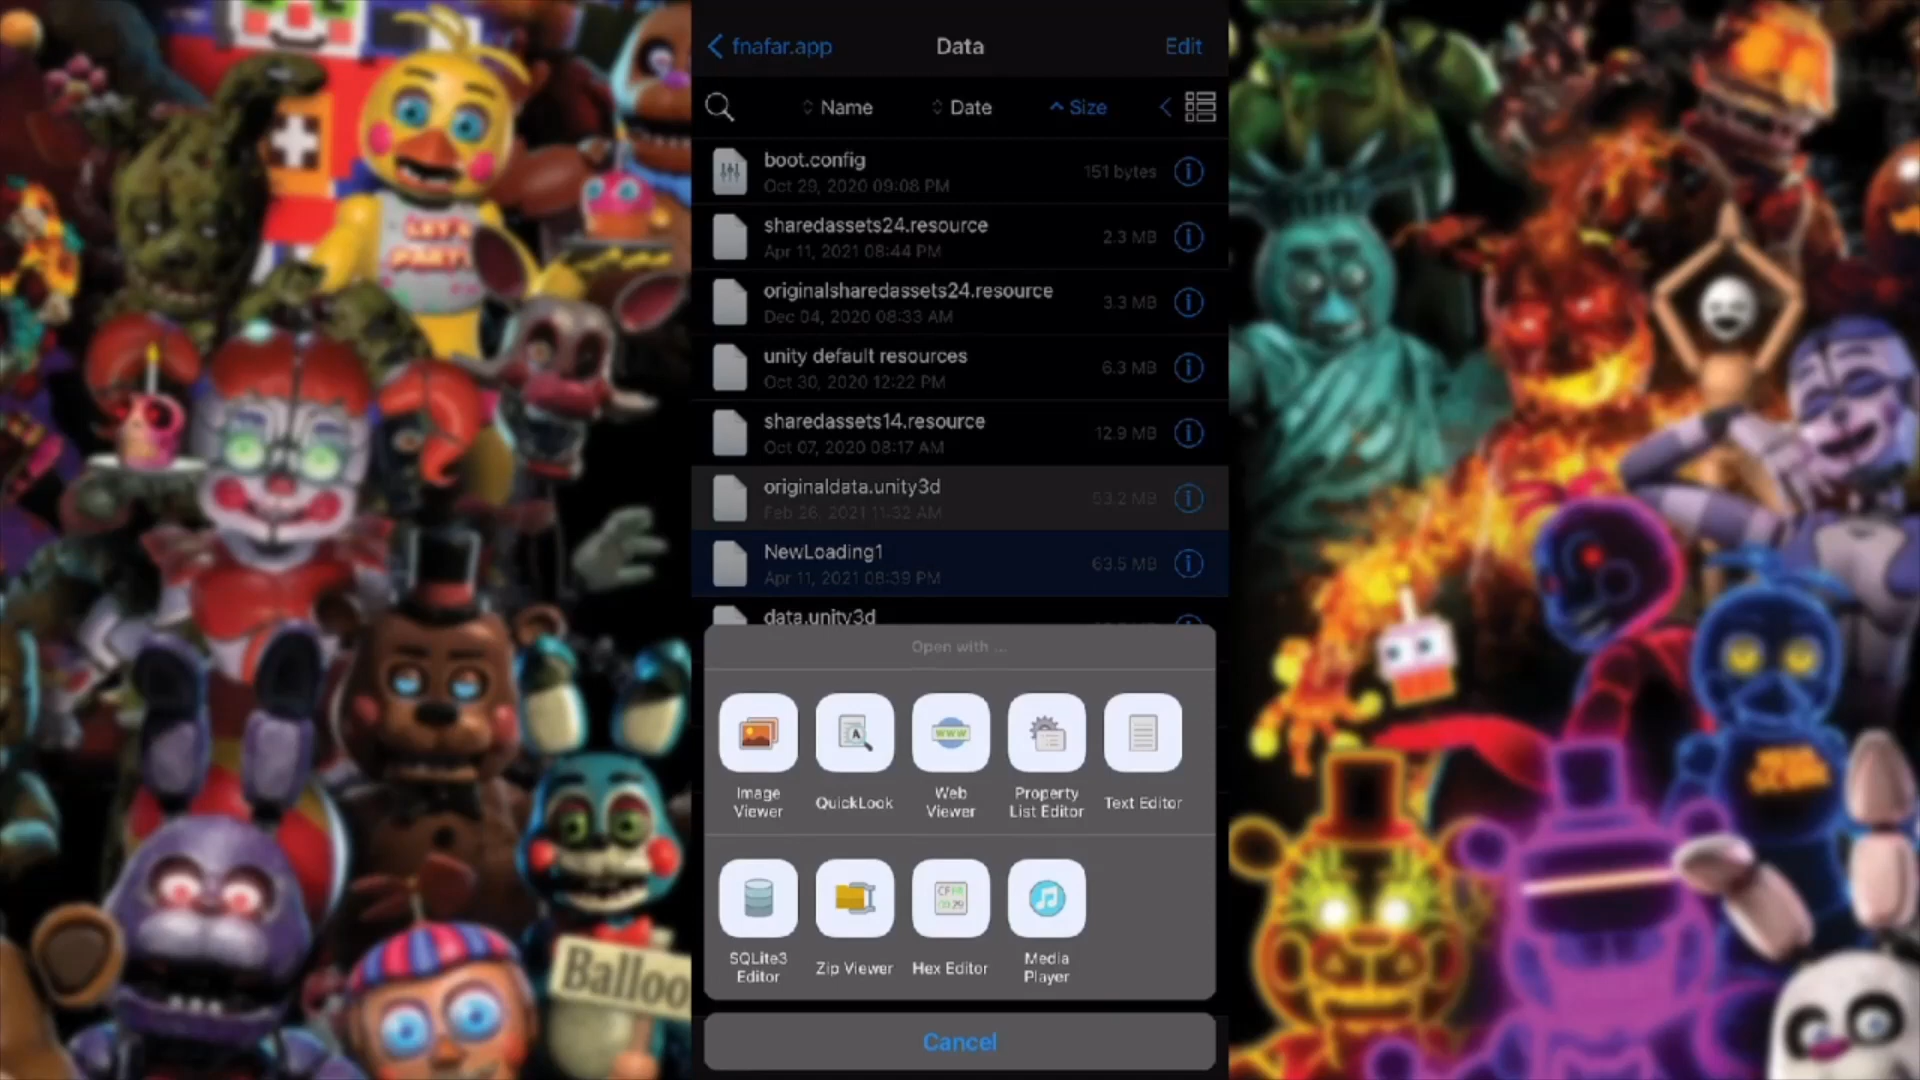 fnafar.app
Data
Edit
Name
Date
Size
boot.config
Oct 29, 2020 09:08 PM
151 bytes
sharedassets24.resource
Apr 11, 2021 08:44 PM
2.3 MB
originalsharedassets24.resource
Dec 04, 2020 08:33 AM
3.3 MB
unity default resources
Oct 30, 2020 12:22 PM
6.3 MB
sharedassets14.resource
Oct 07, 2020 08:17 AM
12.9 MB
originaldata.unity3d
Feb 26, 2021 11:32 AM
53.2 MB
NewLoading1
Apr 11, 2021 08:39 PM
63.5 MB
data.unity3d
Open with ...
Image
Viewer
QuickLook
Web
Viewer
Property
List Editor
Text Editor
SQLite3
Editor
Zip Viewer
Hex Editor
Media
Player
Cancel
LET'S
PARTY!
Balloo
A
WWW